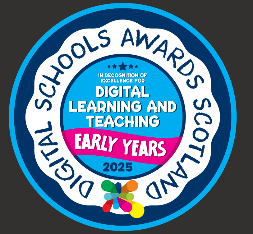 DIGITAL SCHOOLS AWARDS SCOTLAND
IN RECOGNITION OF
EXCELLENCE FOR
DIGITAL
LEARNING AND
TEACHING
EARLY YEARS
2025